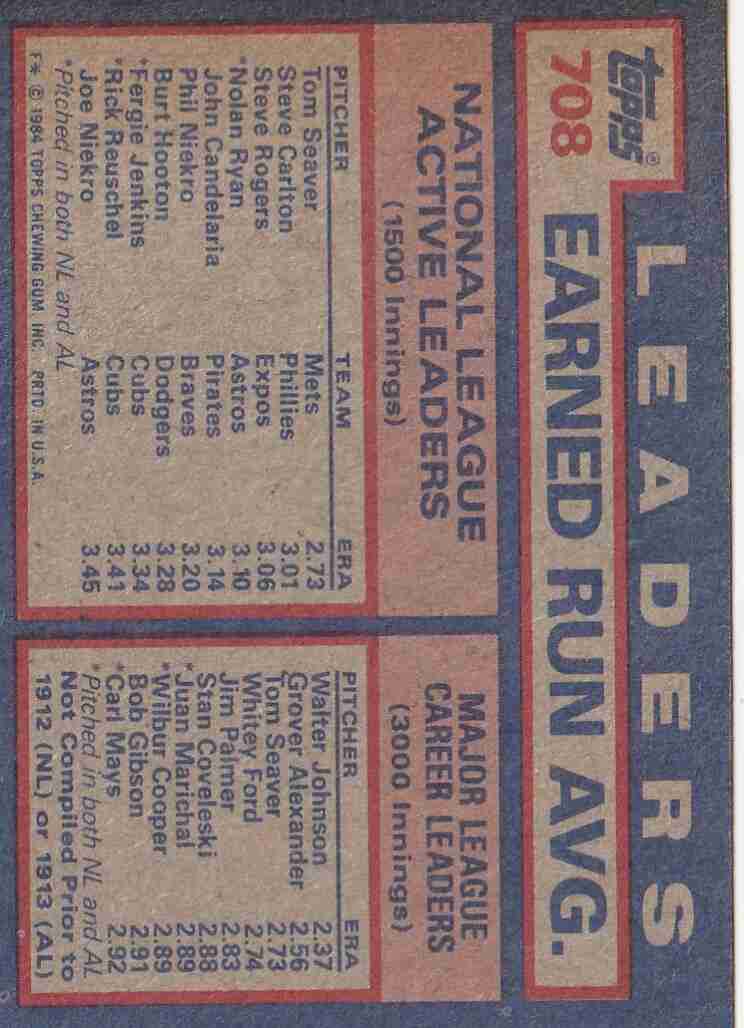 LEADERS
topps®
708
EARNED RUN AVG.
NATIONAL LEAGUE
ACTIVE LEADERS
(1500 Innings)
PITCHER TEAM ERA
Tom Seaver Mets 2.73
Steve Carlton Phillies 3.01
Steve Rogers Expos 3.06
*Nolan Ryan Astros 3.10
John Candelaria Pirates 3.14
Phil Niekro Braves 3.20
Burt Hooton Dodgers 3.28
*Fergie Jenkins Cubs 3.34
*Rick Reuschel Cubs 3.41
Joe Niekro Astros 3.45
*Pitched in both NL and AL
F* © 1984 TOPPS CHEWING GUM INC. PRTD. IN U.S.A.
MAJOR LEAGUE
CAREER LEADERS
(3000 Innings)
PITCHER ERA
Walter Johnson 2.37
Grover Alexander 2.56
Tom Seaver 2.73
Whitey Ford 2.74
Jim Palmer 2.83
Stan Coveleski 2.88
*Juan Marichal 2.89
*Wilbur Cooper 2.89
Bob Gibson 2.91
*Carl Mays 2.92
*Pitched in both NL and AL
Not Compiled Prior to
1912 (NL) or 1913 (AL)